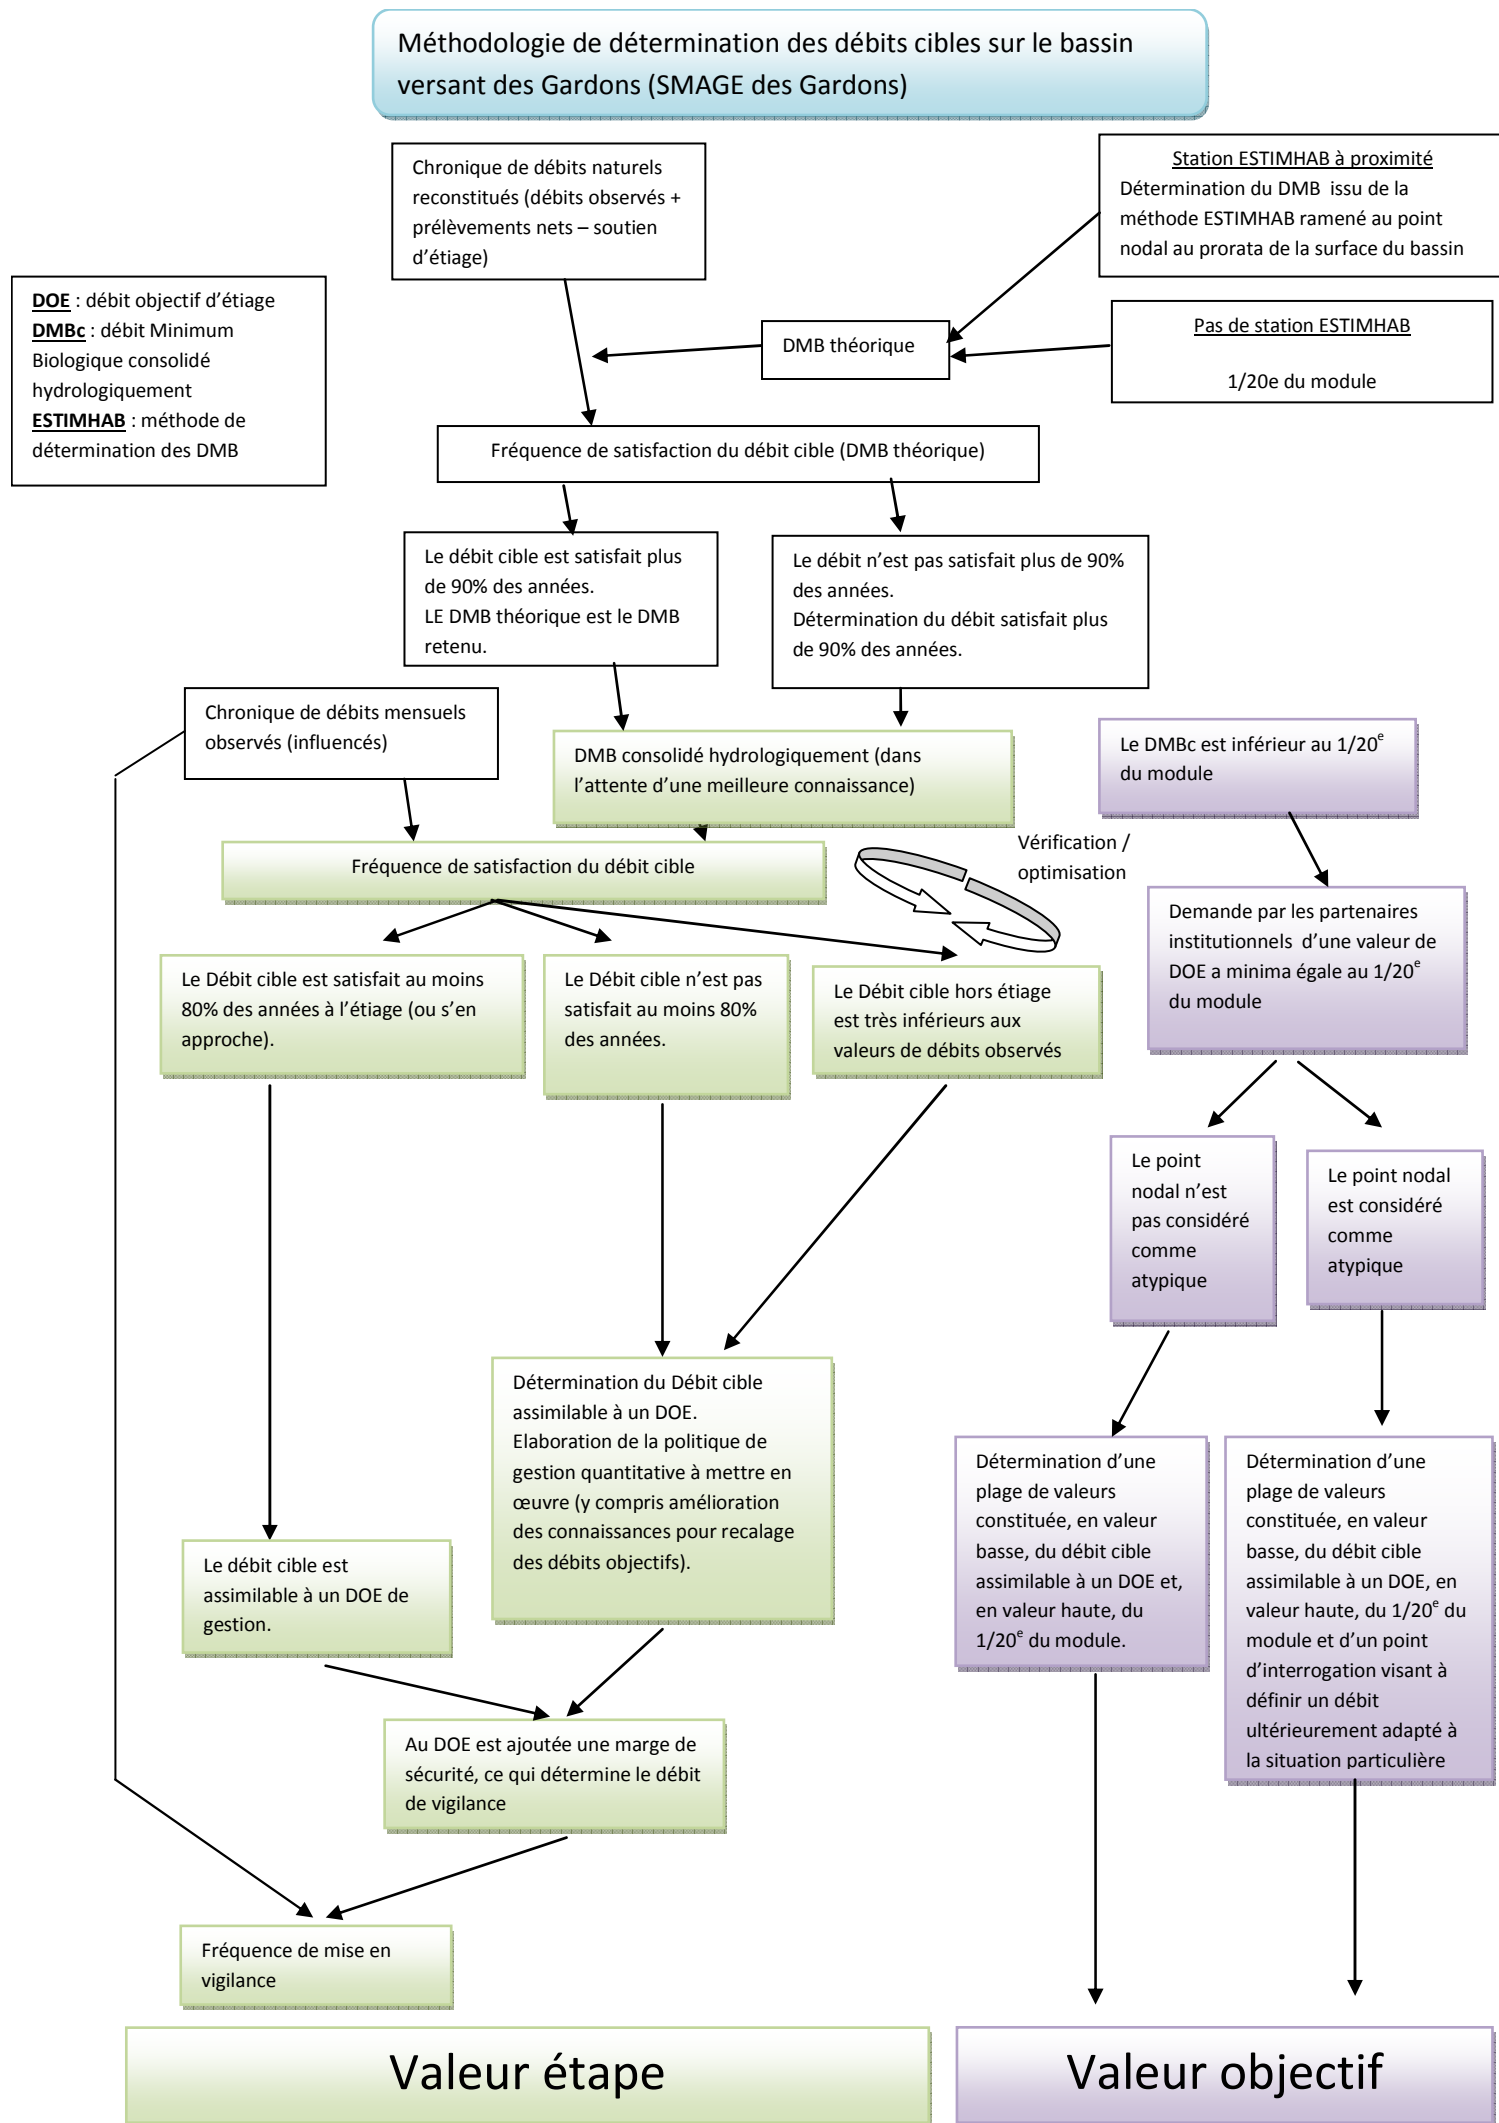 Méthodologie de détermination des débits cibles sur le bassin
versant des Gardons (SMAGE des Gardons)
Chronique de débits naturels
reconstitués (débits observés +
prélèvements nets – soutien
d'étiage)
Station ESTIMHAB à proximité
Détermination du DMB issu de la
méthode ESTIMHAB ramené au point
nodal au prorata de la surface du bassin
DOE : débit objectif d'étiage
DMBc : débit Minimum
Biologique consolidé
hydrologiquement
ESTIMHAB : méthode de
détermination des DMB
DMB théorique
Pas de station ESTIMHAB
1/20e du module
Fréquence de satisfaction du débit cible (DMB théorique)
Le débit cible est satisfait plus
de 90% des années.
LE DMB théorique est le DMB
retenu.
Le débit n'est pas satisfait plus de 90%
des années.
Détermination du débit satisfait plus
de 90% des années.
Chronique de débits mensuels
observés (influencés)
DMB consolidé hydrologiquement (dans
l'attente d'une meilleure connaissance)
Le DMBc est inférieur au 1/20e
du module
Fréquence de satisfaction du débit cible
Vérification /
optimisation
Demande par les partenaires
institutionnels d'une valeur de
DOE a minima égale au 1/20e
du module
Le Débit cible est satisfait au moins
80% des années à l'étiage (ou s'en
approche).
Le Débit cible n'est pas
satisfait au moins 80%
des années.
Le Débit cible hors étiage
est très inférieurs aux
valeurs de débits observés
Le point
nodal n'est
pas considéré
comme
atypique
Le point nodal
est considéré
comme
atypique
Détermination du Débit cible
assimilable à un DOE.
Elaboration de la politique de
gestion quantitative à mettre en
œuvre (y compris amélioration
des connaissances pour recalage
des débits objectifs).
Détermination d'une
plage de valeurs
constituée, en valeur
basse, du débit cible
assimilable à un DOE et,
en valeur haute, du
1/20e du module.
Détermination d'une
plage de valeurs
constituée, en valeur
basse, du débit cible
assimilable à un DOE, en
valeur haute, du 1/20e du
module et d'un point
d'interrogation visant à
définir un débit
ultérieurement adapté à
la situation particulière
Le débit cible est
assimilable à un DOE de
gestion.
Au DOE est ajoutée une marge de
sécurité, ce qui détermine le débit
de vigilance
Fréquence de mise en
vigilance
Valeur étape
Valeur objectif